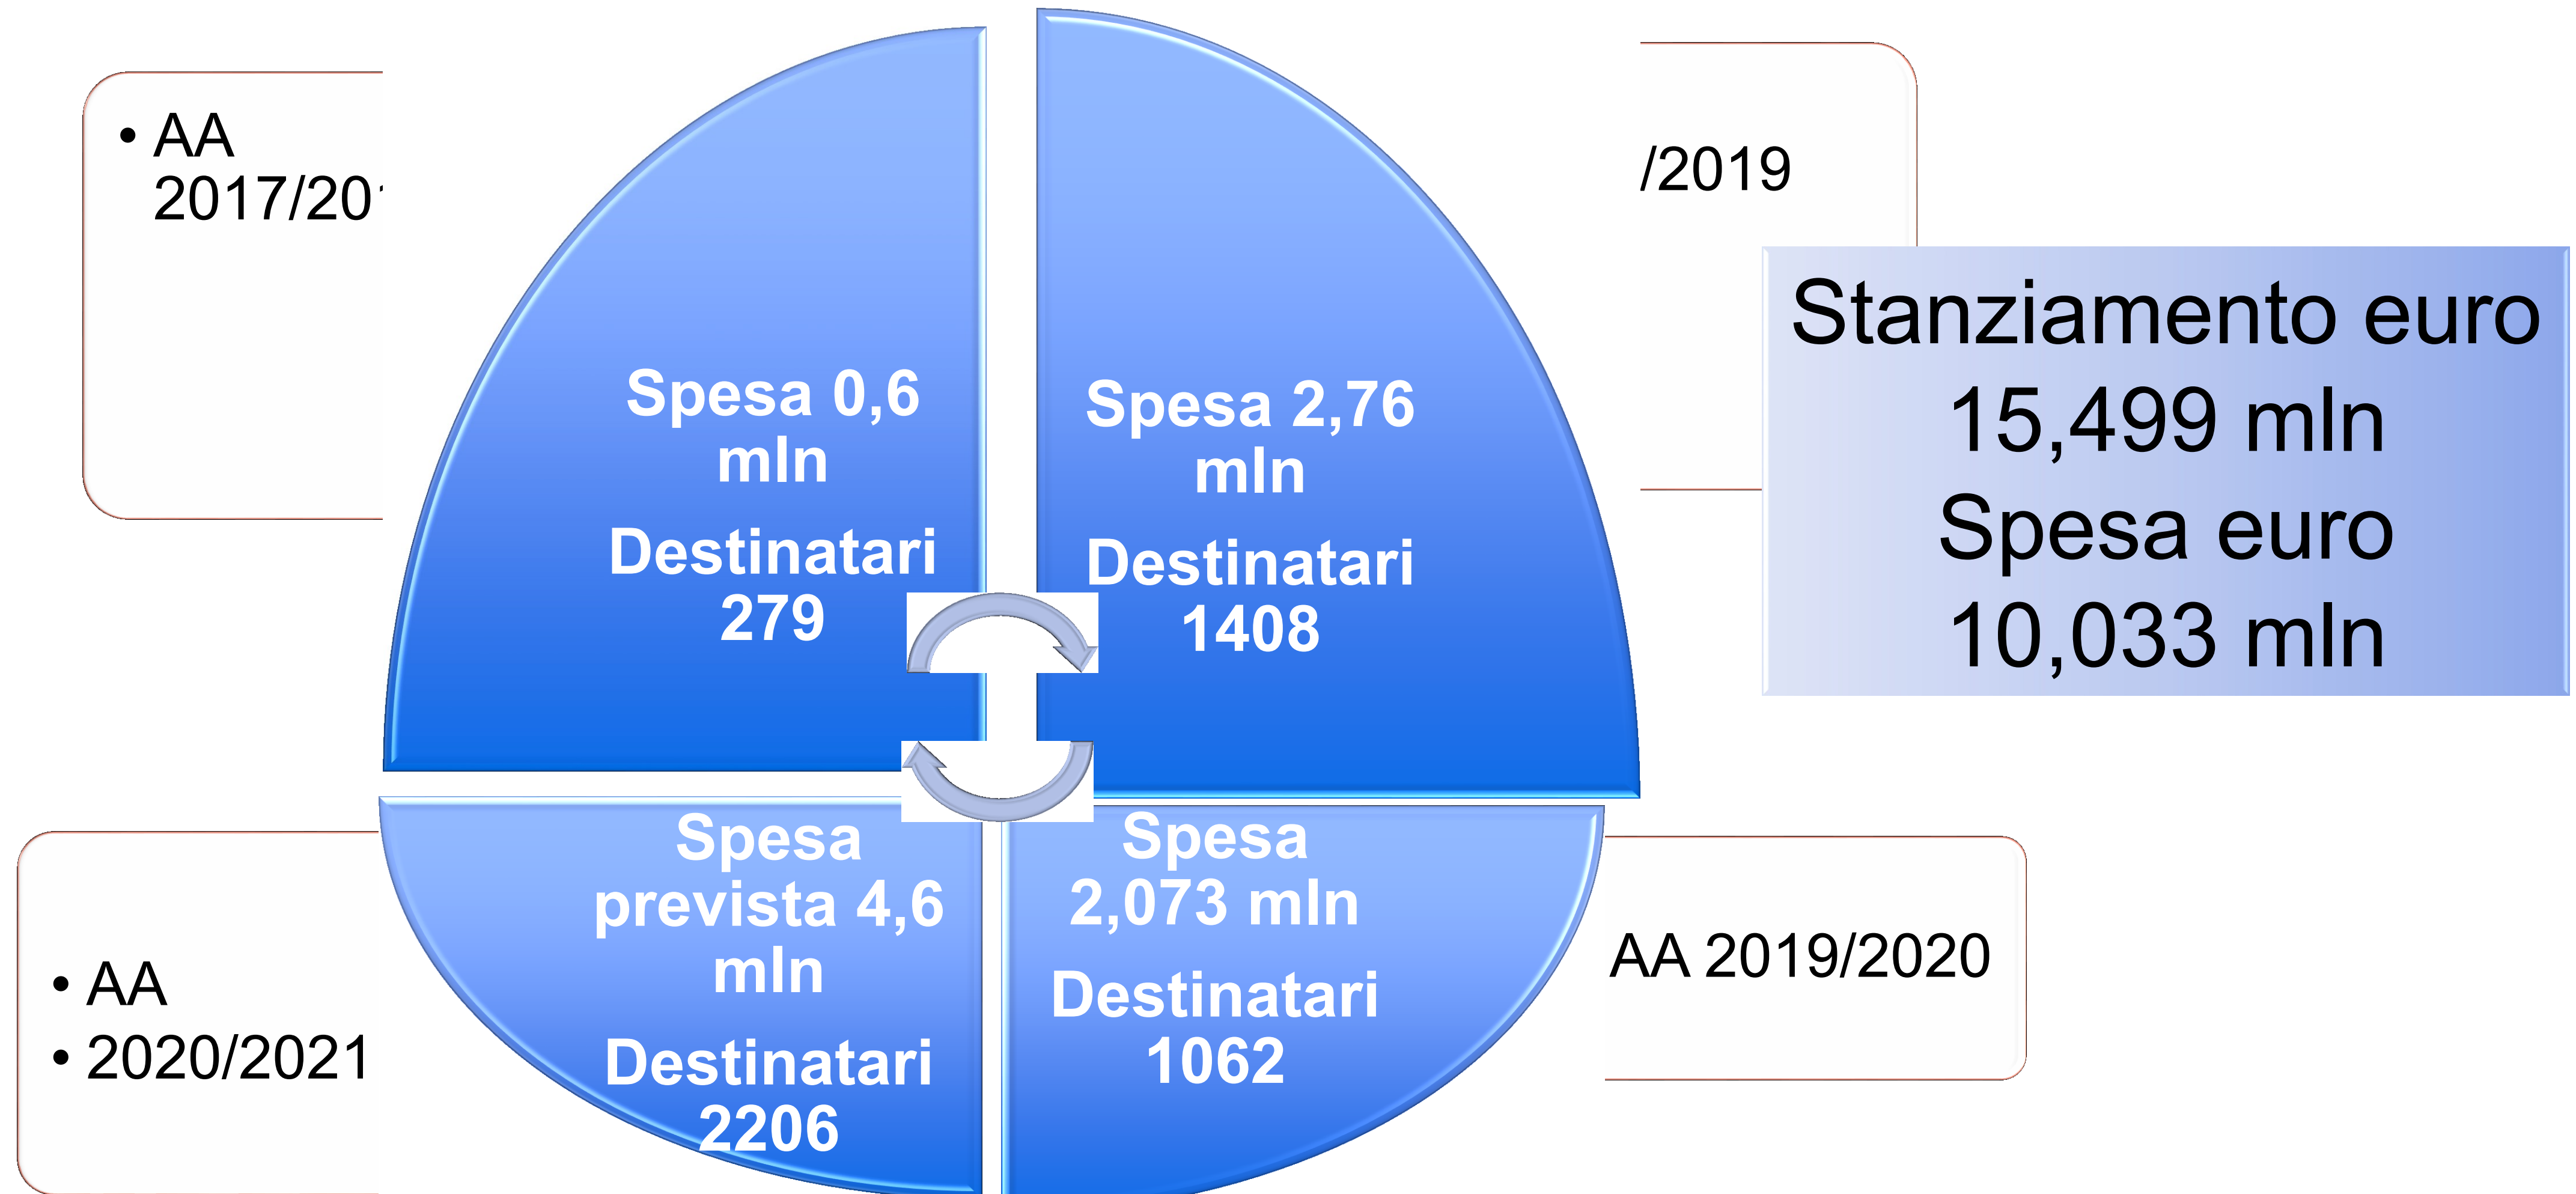 • AA
2017/201
Spesa 0,6
mln
Destinatari
279
Spesa 2,76
mln
Destinatari
1408
/2019
Stanziamento euro
15,499 mln
Spesa euro
10,033 mln
• AA
• 2020/2021
Spesa
prevista 4,6
mln
Destinatari
2206
Spesa
2,073 mln
Destinatari
1062
AA 2019/2020